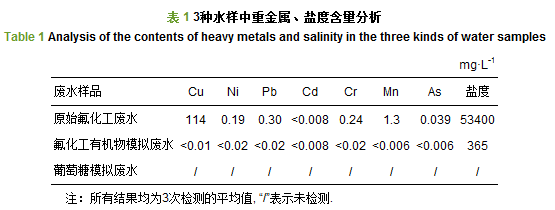 表 1 3种水样中重金属、盐度含量分析
Table 1 Analysis of the contents of heavy metals and salinity in the three kinds of water samples
mg·L-1
废水样品 Cu Ni Pb Cd Cr Mn As 盐度
原始氟化工废水 114 0.19 0.30 <0.008 0.24 1.3 0.039 53400
氟化工有机物模拟废水 <0.01 <0.02 <0.02 <0.008 <0.02 <0.006 <0.006 365
葡萄糖模拟废水 / / / / / / / /
注：所有结果均为3次检测的平均值, “/”表示未检测.